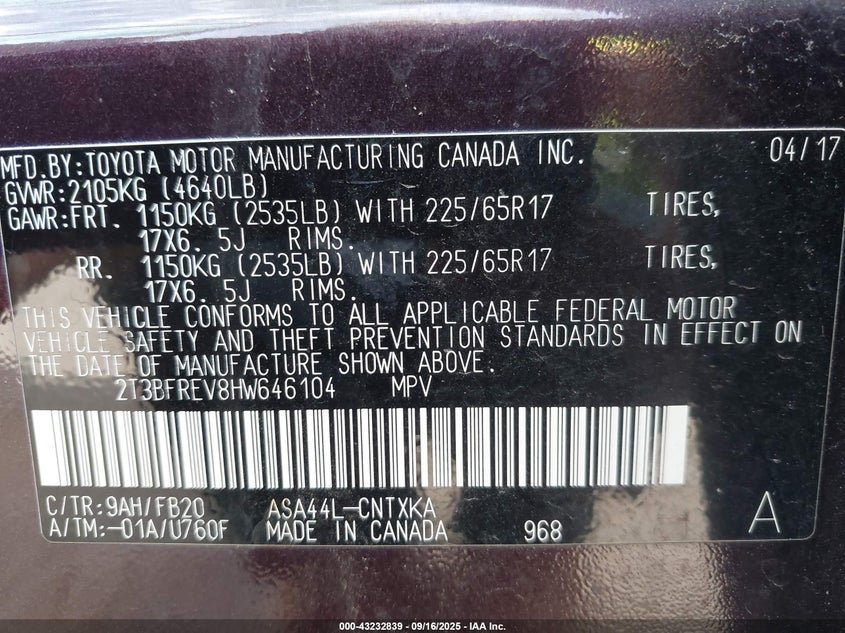 MFD.BY:TOYOTA MOTOR MANUFACTURING CANADA INC. 04/17
GVWR:2105KG (4640LB)
GAWR:FRT. 1150KG (2535LB) WITH 225/65R17 TIRES,
17X6. 5J RIMS.
RR. 1150KG (2535LB) WITH 225/65R17 TIRES,
17X6. 5J RIMS.
THIS VEHICLE CONFORMS TO ALL APPLICABLE FEDERAL MOTOR
VEHICLE SAFETY AND THEFT PREVENTION STANDARDS IN EFFECT ON
THE DATE OF MANUFACTURE SHOWN ABOVE.
2T3BFREV8HW646104 MPV
C/TR:9AH/FB20 ASA44L-CNTXKA
A/TM:-01A/U760F MADE IN CANADA 968 A
000-43232839 - 09/16/2025 - IAA Inc.